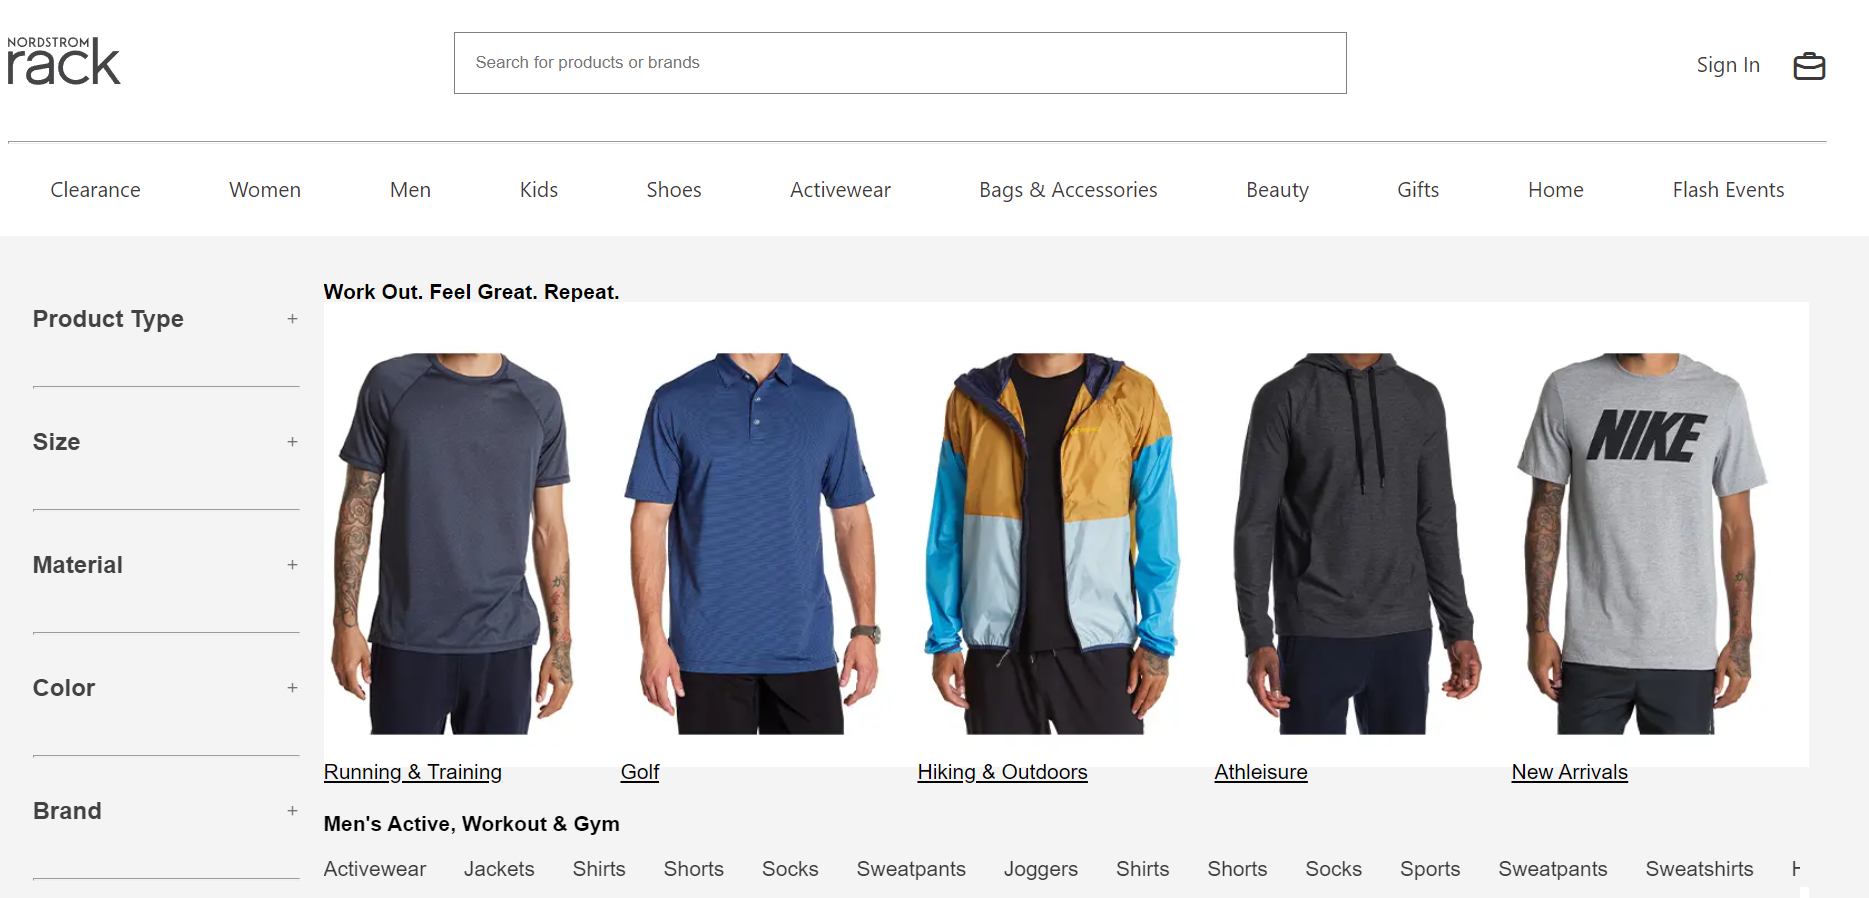 NORDSTROM
rack
Search for products or brands
Sign In
Clearance Women Men Kids Shoes Activewear Bags & Accessories Beauty Gifts Home Flash Events
Product Type +
Size +
Material +
Color +
Brand +
Work Out. Feel Great. Repeat.
NIKE
Running & Training Golf Hiking & Outdoors Athleisure New Arrivals
Men's Active, Workout & Gym
Activewear Jackets Shirts Shorts Socks Sweatpants Joggers Shirts Shorts Socks Sports Sweatpants Sweatshirts